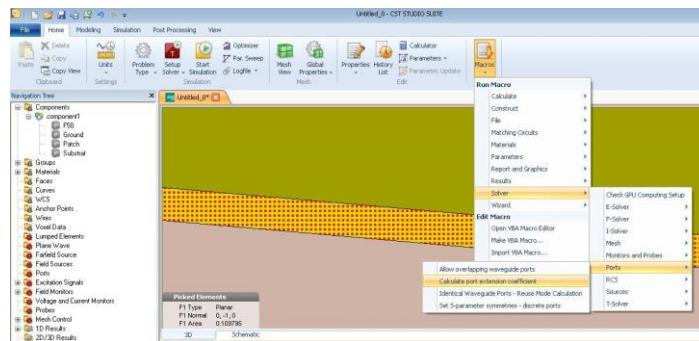 Untitled_0 - CST STUDIO SUITE
File Home Modeling Simulation Post Processing View
Paste
Delete
Copy
Copy View
Clipboard
Units
Settings
Problem Type
Setup Solver
Start Simulation
Optimizer
Par. Sweep
Logfile
Simulation
Mesh View
Global Properties
Mesh
Properties
History List
Calculator
Parameters
Parametric Update
Edit
Macros
Navigation Tree
Untitled_0*
Components
component1
F50
Ground
Patch
Substrat
Groups
Materials
Faces
Curves
WCS
Anchor Points
Wires
Voxel Data
Lumped Elements
Plane Wave
Farfield Source
Field Sources
Ports
Excitation Signals
Field Monitors
Voltage and Current Monitors
Probes
Mesh Control
1D Results
2D/3D Results
Run Macro
Calculate
Construct
File
Matching Circuits
Materials
Parameters
Report and Graphics
Results
Solver
Wizard
Edit Macro
Open VBA Macro Editor
Make VBA Macro...
Import VBA Macro...
Check GPU Computing Setup
E-Solver
F-Solver
I-Solver
Mesh
Monitors and Probes
Ports
RCS
Sources
T-Solver
Allow overlapping waveguide ports
Calculate port extension coefficient
Identical Waveguide Ports - Reuse Mode Calculation
Set S-parameter symmetries - discrete ports
Picked Elements
F1 Type Planar
F1 Normal 0, -1, 0
F1 Area 0.109795
3D Schematic